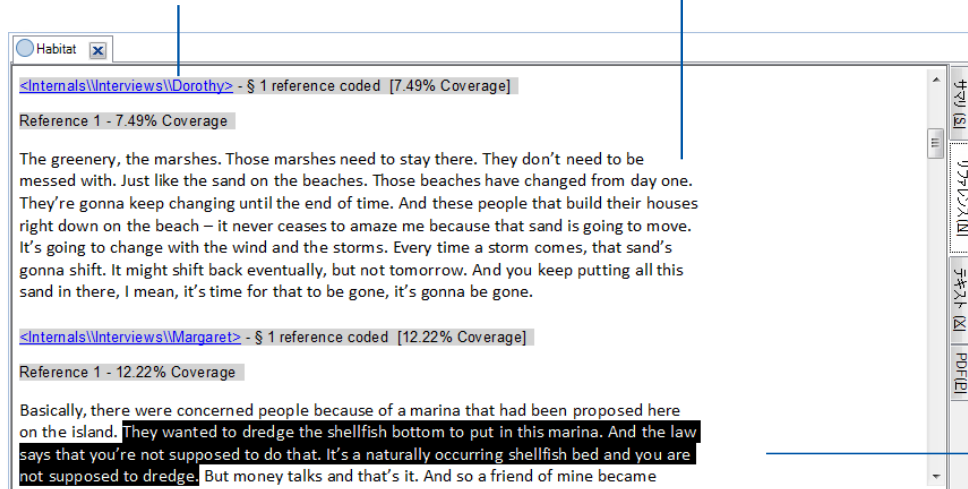 Habitat
<Internals\\Interviews\\Dorothy> - § 1 reference coded [7.49% Coverage]
Reference 1 - 7.49% Coverage
The greenery, the marshes. Those marshes need to stay there. They don’t need to be
messed with. Just like the sand on the beaches. Those beaches have changed from day one.
They’re gonna keep changing until the end of time. And these people that build their houses
right down on the beach – it never ceases to amaze me because that sand is going to move.
It’s going to change with the wind and the storms. Every time a storm comes, that sand’s
gonna shift. It might shift back eventually, but not tomorrow. And you keep putting all this
sand in there, I mean, it’s time for that to be gone, it’s gonna be gone.
<Internals\\Interviews\\Margaret> - § 1 reference coded [12.22% Coverage]
Reference 1 - 12.22% Coverage
Basically, there were concerned people because of a marina that had been proposed here
on the island. They wanted to dredge the shellfish bottom to put in this marina. And the law
says that you’re not supposed to do that. It’s a naturally occurring shellfish bed and you are
not supposed to dredge. But money talks and that’s it. And so a friend of mine became
サマリ (S)
リファレンス(N)
テキスト (X)
PDF(P)